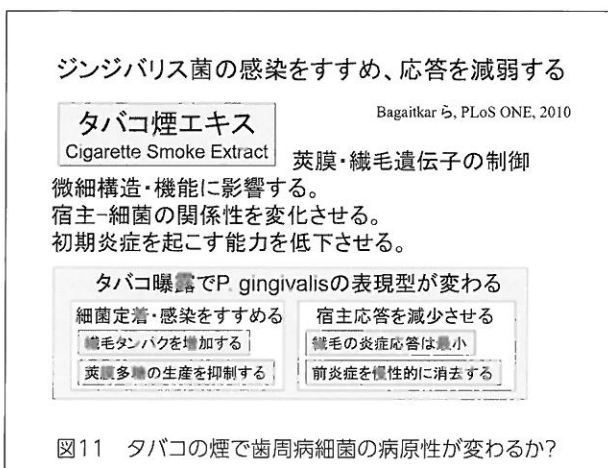 ジンジバリス菌の感染をすすめ、応答を減弱する
Bagaitkar ら, PLoS ONE, 2010
タバコ煙エキス
Cigarette Smoke Extract
莢膜・繊毛遺伝子の制御
微細構造・機能に影響する。
宿主-細菌の関係性を変化させる。
初期炎症を起こす能力を低下させる。
タバコ曝露でP. gingivalisの表現型が変わる
細菌定着・感染をすすめる
繊毛タンパクを増加する
莢膜多糖の生産を抑制する
宿主応答を減少させる
繊毛の炎症応答は最小
前炎症を慢性的に消去する
図11 タバコの煙で歯周病細菌の病原性が変わるか?